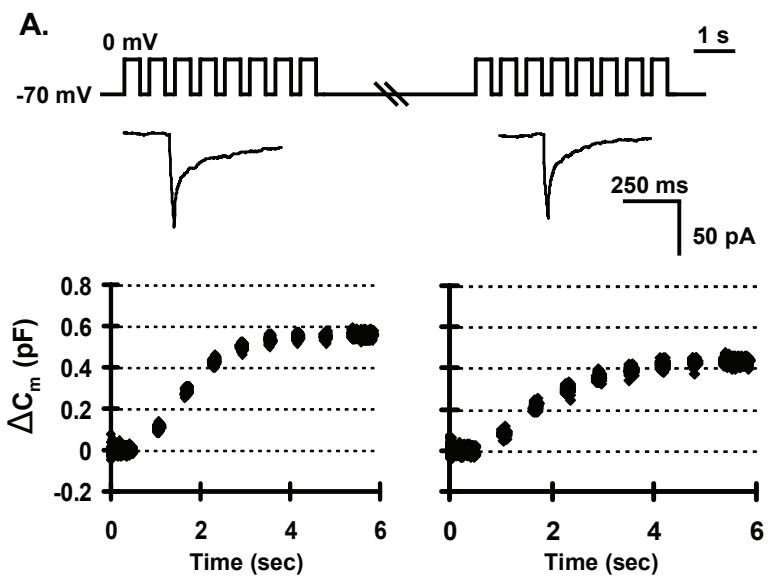 A.
0 mV
1 s
-70 mV
250 ms
50 pA
ΔCm (pF)
0.8
0.6
0.4
0.2
0
-0.2
0 2 4 6
Time (sec)
0 2 4 6
Time (sec)